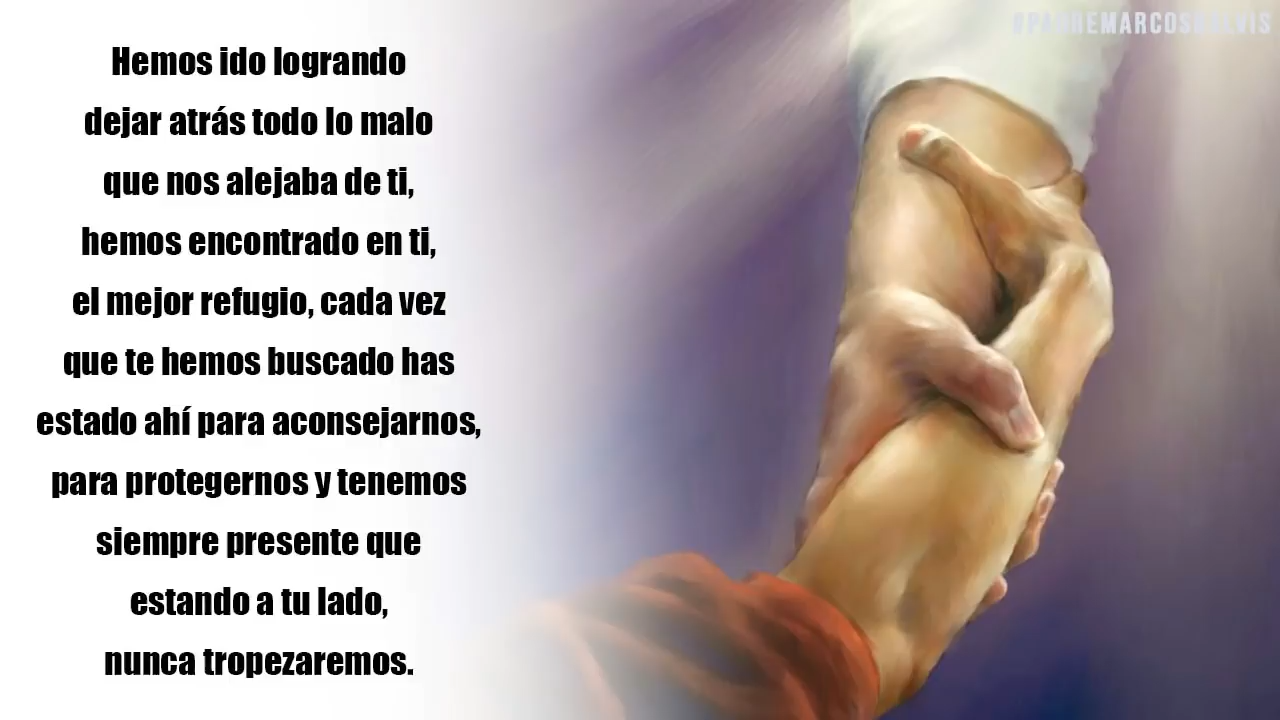 #PADREMARCOSGALVIS
Hemos ido logrando
dejar atrás todo lo malo
que nos alejaba de ti,
hemos encontrado en ti,
el mejor refugio, cada vez
que te hemos buscado has
estado ahí para aconsejarnos,
para protegernos y tenemos
siempre presente que
estando a tu lado,
nunca tropezaremos.